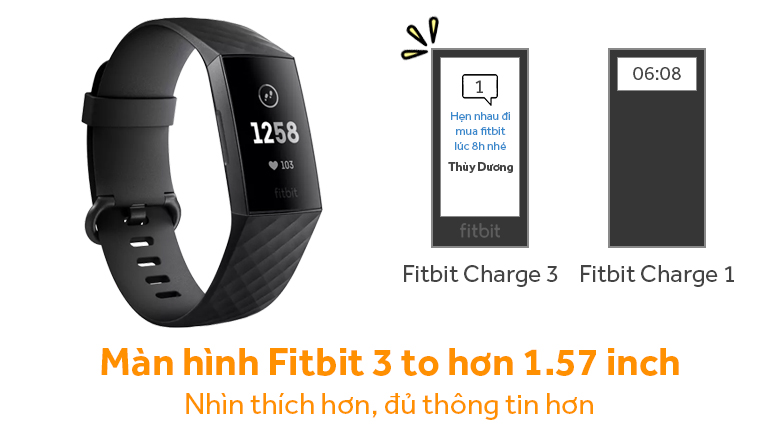 1258
103
fitbit
1
Hẹn nhau đi
mua fitbit
lúc 8h nhé
Thùy Dương
fitbit
Fitbit Charge 3
06:08
Fitbit Charge 1
Màn hình Fitbit 3 to hơn 1.57 inch
Nhìn thích hơn, đủ thông tin hơn